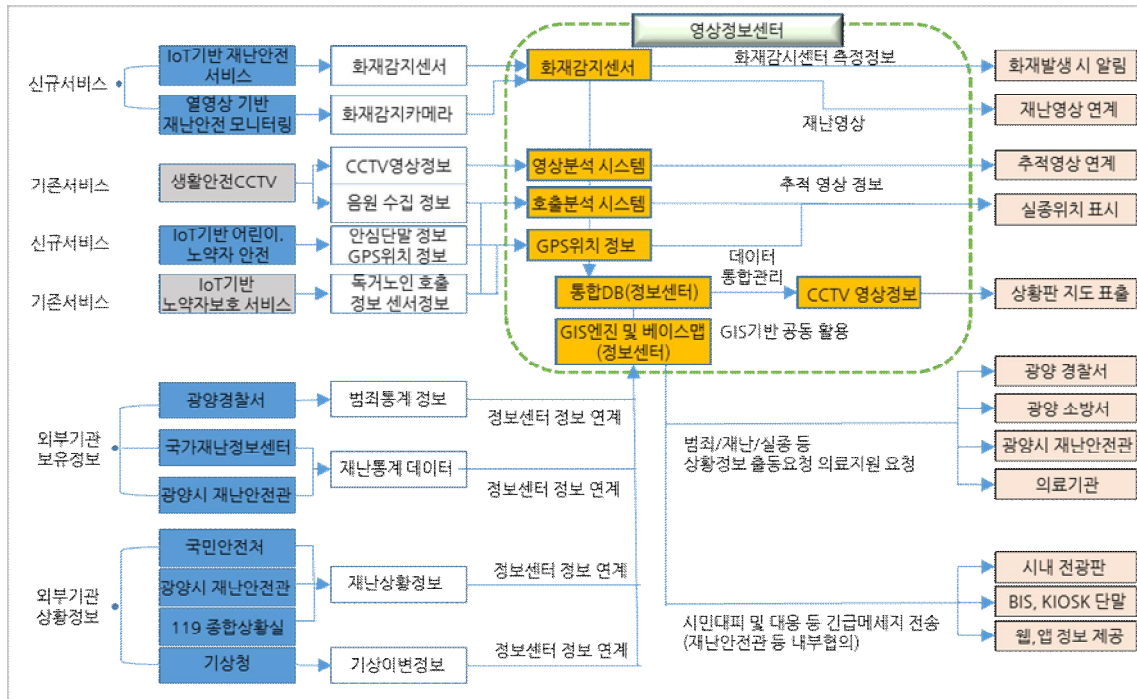 영상정보센터
신규서비스
IoT기반 재난안전
서비스
화재감지센서
화재감지센서
화재감시센터 측정정보
화재발생 시 알림
열영상 기반
재난안전 모니터링
화재감지카메라
재난영상
재난영상 연계
기존서비스
생활안전CCTV
CCTV영상정보
영상분석 시스템
추적영상 연계
음원 수집 정보
호출분석 시스템
추적 영상 정보
실종위치 표시
신규서비스
IoT기반 어린이.
노약자 안전
안심단말 정보
GPS위치 정보
GPS위치 정보
기존서비스
IoT기반
노약자보호 서비스
독거노인 호출
정보 센서정보
통합DB(정보센터)
데이터
통합관리
CCTV 영상정보
상황판 지도 표출
GIS엔진 및 베이스맵
(정보센터)
GIS기반 공동 활용
외부기관
보유정보
광양경찰서
범죄통계 정보
정보센터 정보 연계
국가재난정보센터
광양시 재난안전관
재난통계 데이터
정보센터 정보 연계
범죄/재난/실종 등
상황정보 출동요청 의료지원 요청
광양 경찰서
광양 소방서
광양시 재난안전관
의료기관
외부기관
상황정보
국민안전처
광양시 재난안전관
119 종합상황실
재난상황정보
정보센터 정보 연계
기상청
기상이변정보
정보센터 정보 연계
시민대피 및 대응 등 긴급메세지 전송
(재난안전관 등 내부협의)
시내 전광판
BIS, KIOSK 단말
웹,앱 정보 제공